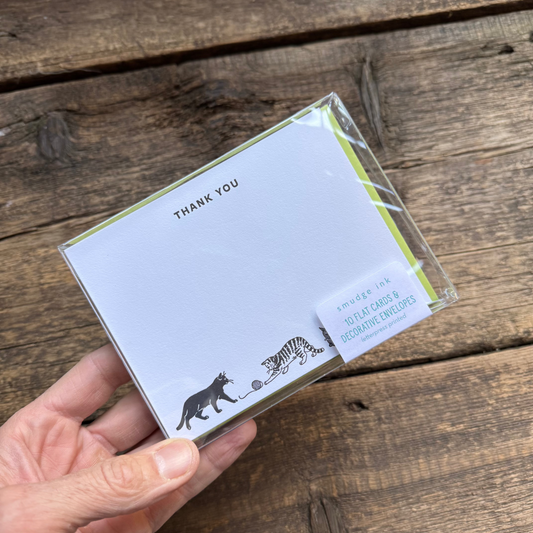 THANK YOU
smudge ink
10 FLAT CARDS &
DECORATIVE ENVELOPES
letterpress printed!